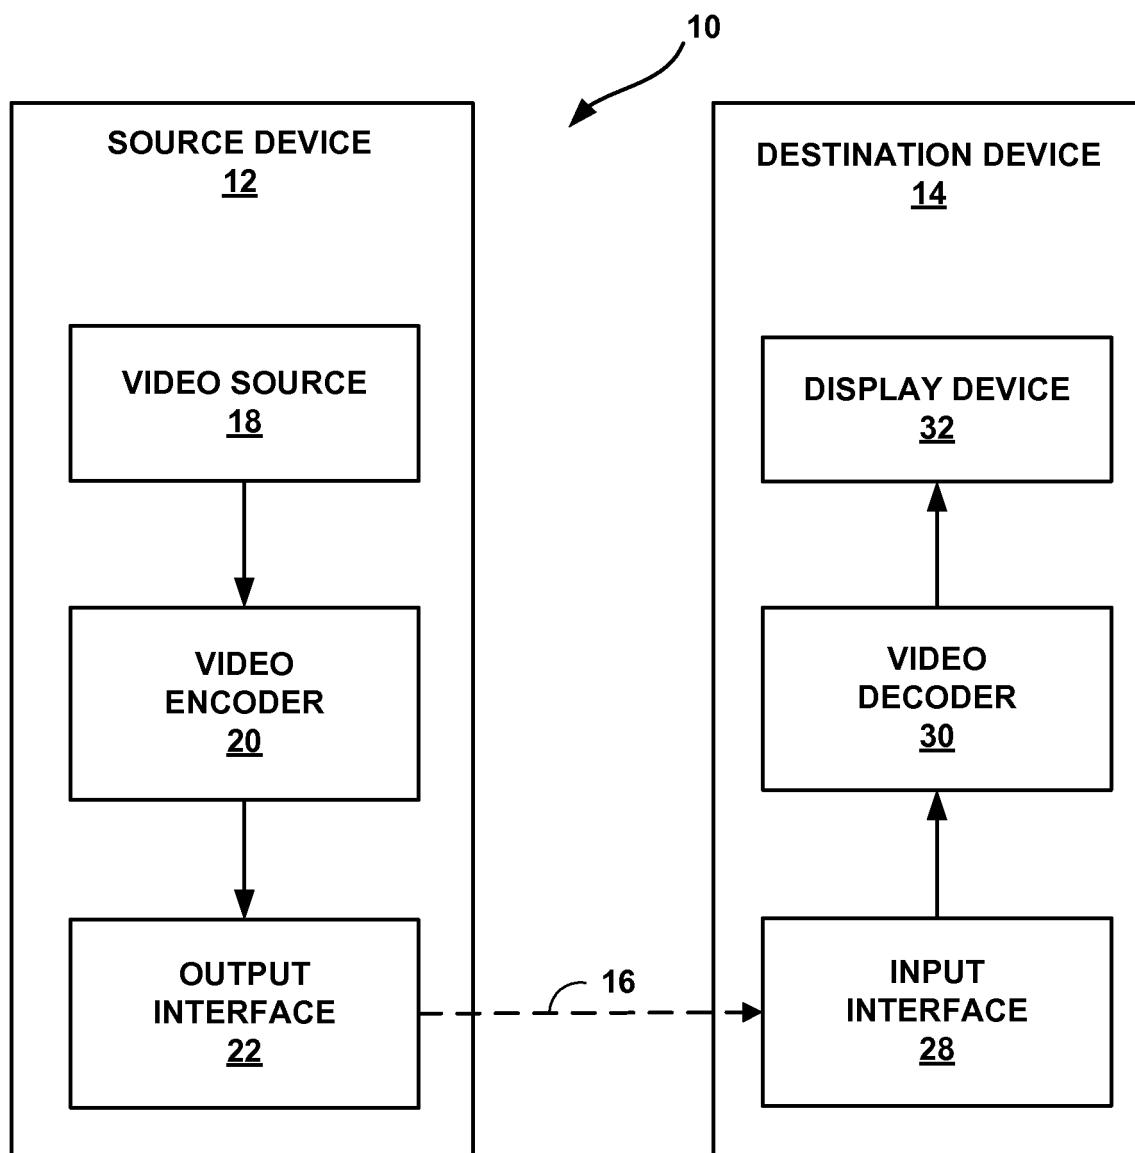 10
SOURCE DEVICE
12
VIDEO SOURCE
18
VIDEO
ENCODER
20
OUTPUT
INTERFACE
22
16
DESTINATION DEVICE
14
DISPLAY DEVICE
32
VIDEO
DECODER
30
INPUT
INTERFACE
28